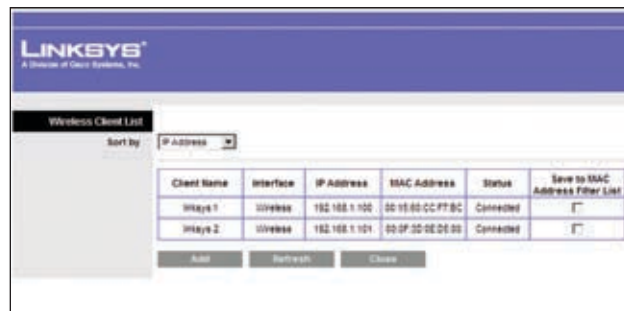 LINKSYS®
A Division of Cisco Systems, Inc.
Wireless Client List
Sort by IP Address
Client Name Interface IP Address MAC Address Status Save to MAC Address Filter List
Wireless 192.168.1.100 Connected
Wireless 192.168.1.101 Connected
Add Refresh Close